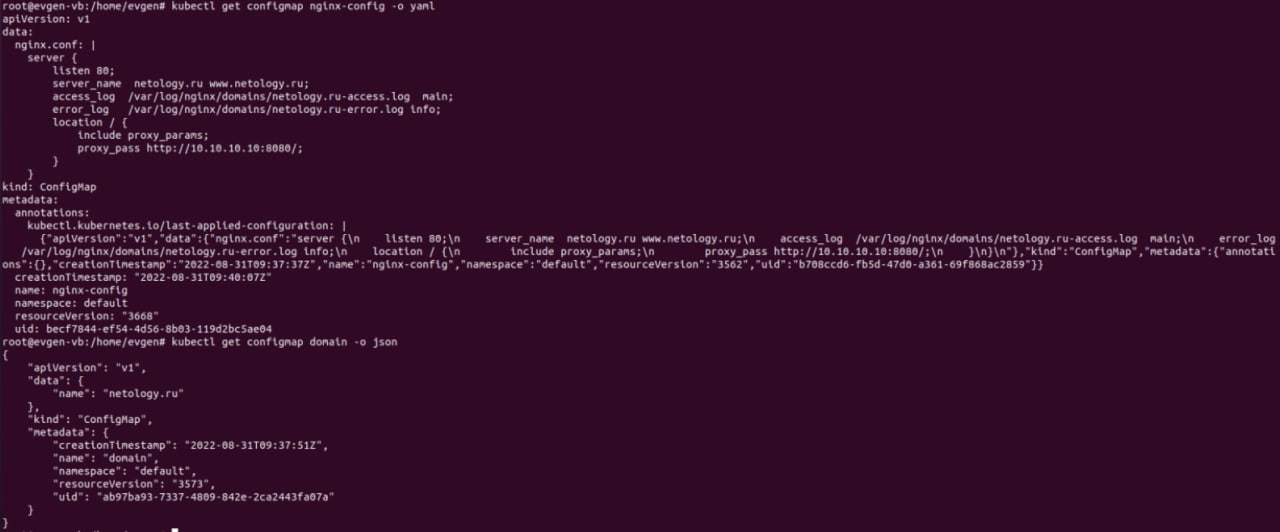 root@evgen-vb:/home/evgen# kubectl get configmap nginx-config -o yaml
apiVersion: v1
data:
  nginx.conf: |
    server {
        listen 80;
        server_name  netology.ru www.netology.ru;
        access_log  /var/log/nginx/domains/netology.ru-access.log  main;
        error_log   /var/log/nginx/domains/netology.ru-error.log info;
        location / {
            include proxy_params;
            proxy_pass http://10.10.10.10:8080/;
        }
    }
kind: ConfigMap
metadata:
  annotations:
    kubectl.kubernetes.io/last-applied-configuration: |
      {"apiVersion":"v1","data":{"nginx.conf":"server {\n    listen 80;\n    server_name  netology.ru www.netology.ru;\n    access_log  /var/log/nginx/domains/netology.ru-access.log  main;\n    error_log
   /var/log/nginx/domains/netology.ru-error.log info;\n    location / {\n        include proxy_params;\n        proxy_pass http://10.10.10.10:8080/;\n    }\n}\n"},"kind":"ConfigMap","metadata":{"annotati
ons":{},"creationTimestamp":"2022-08-31T09:37:37Z","name":"nginx-config","namespace":"default","resourceVersion":"3562","uid":"b708ccd6-fb5d-47d0-a361-69f868ac2859"}}
  creationTimestamp: "2022-08-31T09:40:07Z"
  name: nginx-config
  namespace: default
  resourceVersion: "3668"
  uid: becf7844-ef54-4d56-8b03-119d2bc5ae04
root@evgen-vb:/home/evgen# kubectl get configmap domain -o json
{
    "apiVersion": "v1",
    "data": {
        "name": "netology.ru"
    },
    "kind": "ConfigMap",
    "metadata": {
        "creationTimestamp": "2022-08-31T09:37:51Z",
        "name": "domain",
        "namespace": "default",
        "resourceVersion": "3573",
        "uid": "ab97ba93-7337-4809-842e-2ca2443fa07a"
    }
}